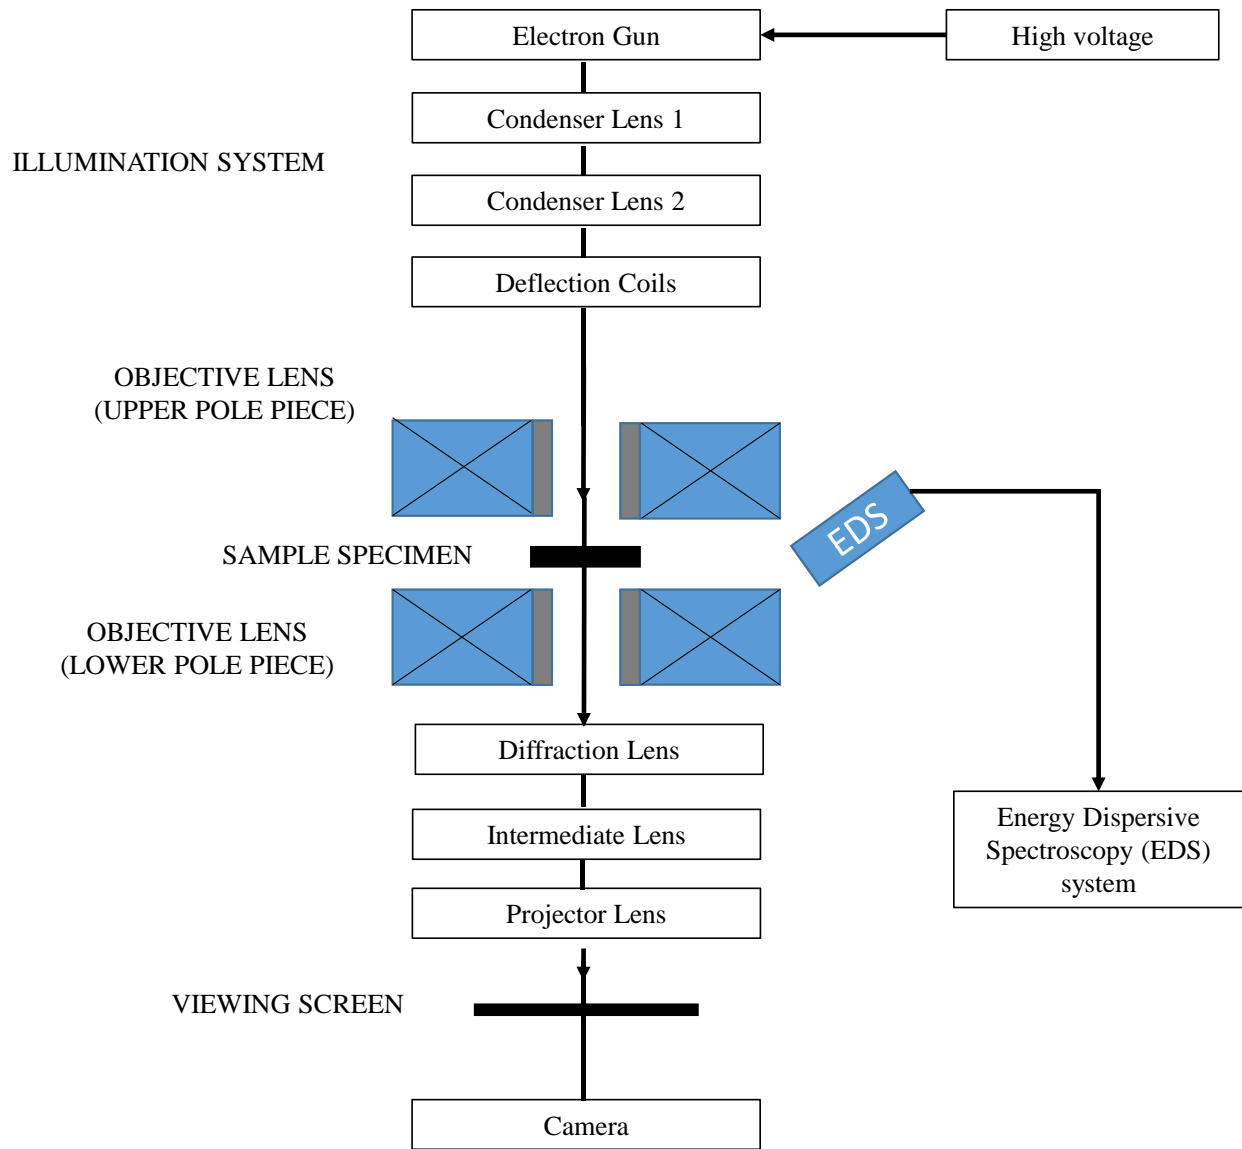 Electron Gun
High voltage
Condenser Lens 1
ILLUMINATION SYSTEM
Condenser Lens 2
Deflection Coils
OBJECTIVE LENS
(UPPER POLE PIECE)
EDS
SAMPLE SPECIMEN
OBJECTIVE LENS
(LOWER POLE PIECE)
Diffraction Lens
Intermediate Lens
Energy Dispersive
Spectroscopy (EDS)
system
Projector Lens
VIEWING SCREEN
Camera